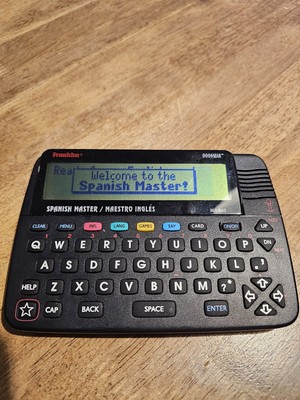 Franklin
BOOKMAN
Welcome to the
Spanish Master?
SPANISH MASTER / MAESTRO INGLÉS
CLEAR MENU INFL LANG GAMES SAY CARD ON/OFF UP
Q W E R T Y U I O P DN
A S D F G H J K L
HELP Z X C V B N M ?*
CAP BACK SPACE ENTER